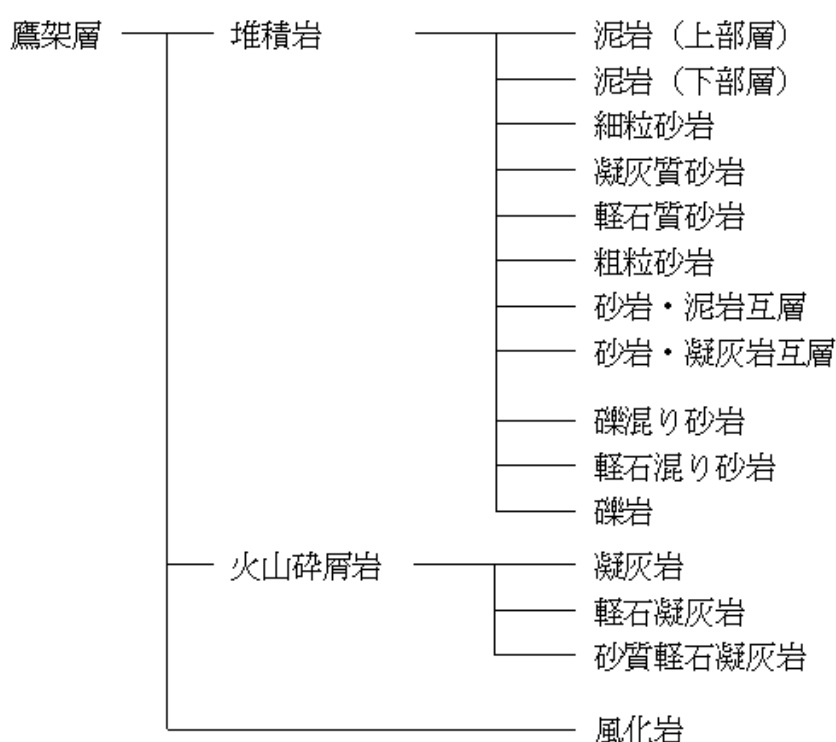 鷹架層 堆積岩 泥岩（上部層）
泥岩（下部層）
細粒砂岩
凝灰質砂岩
軽石質砂岩
粗粒砂岩
砂岩・泥岩互層
砂岩・凝灰岩互層
礫混り砂岩
軽石混り砂岩
礫岩
火山砕屑岩 凝灰岩
軽石凝灰岩
砂質軽石凝灰岩
風化岩